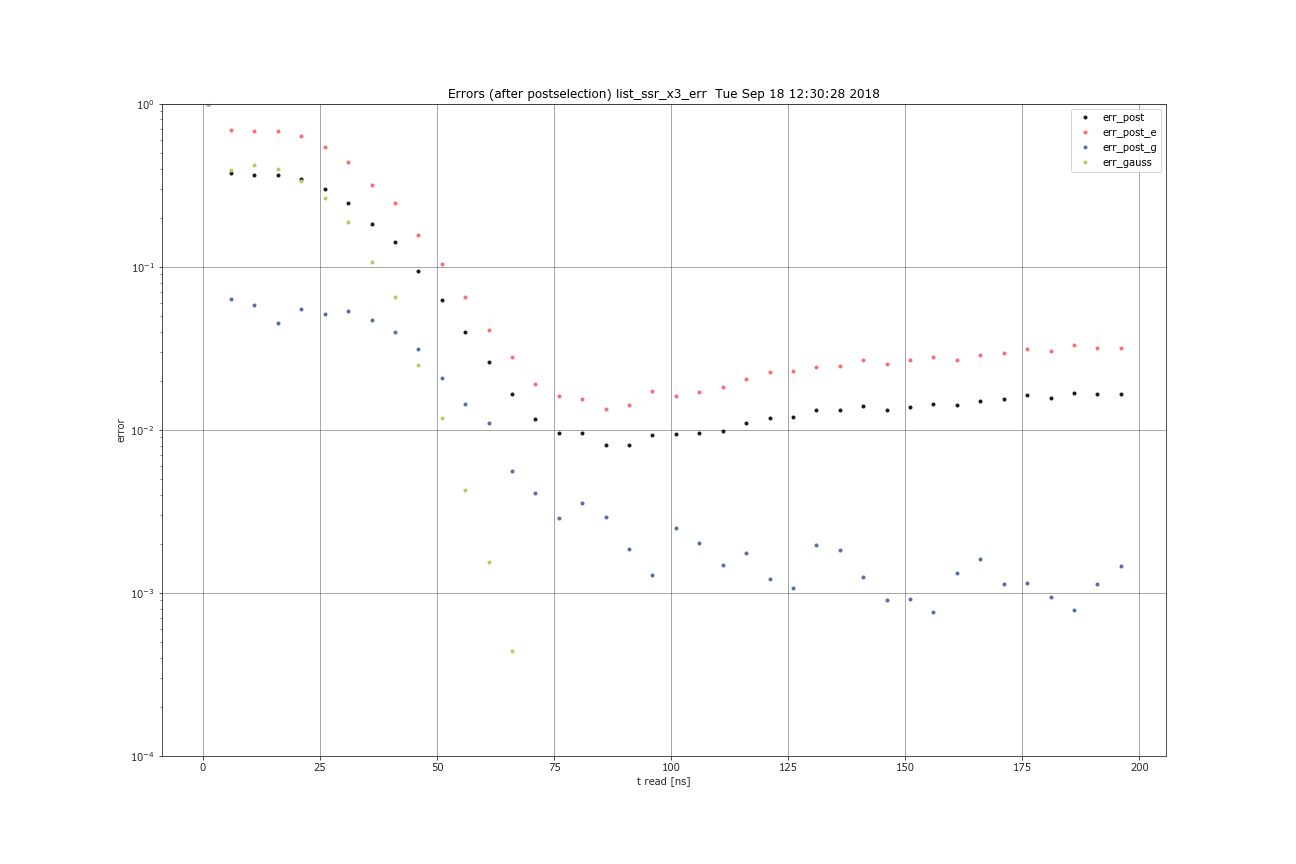 Errors (after postselection) list_ssr_x3_err  Tue Sep 18 12:30:28 2018
err_post
err_post_e
err_post_g
err_gauss
10^0
10^-1
10^-2
10^-3
10^-4
error
0 25 50 75 100 125 150 175 200
t read [ns]